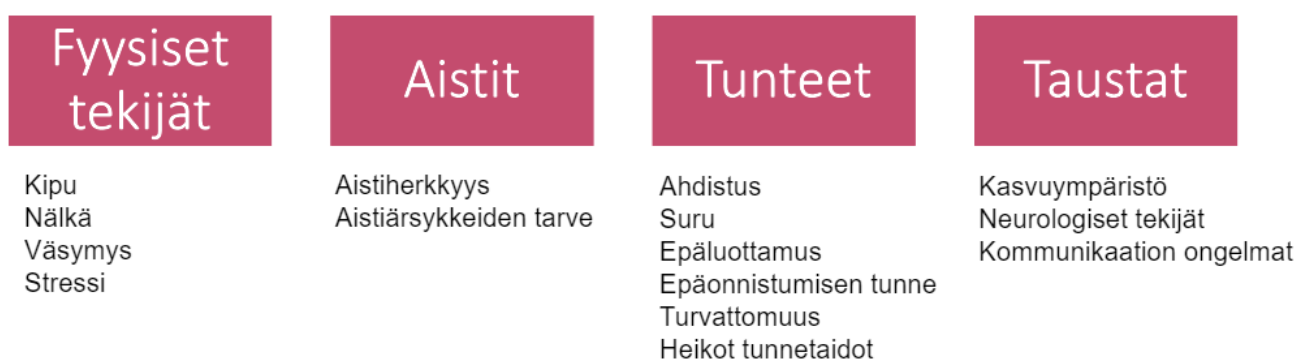 Fyysiset
tekijät
Kipu
Nälkä
Väsymys
Stressi
Aistit
Aistiherkkyys
Aistiärsykkeiden tarve
Tunteet
Ahdistus
Suru
Epäluottamus
Epäonnistumisen tunne
Turvattomuus
Heikot tunnetaidot
Taustat
Kasvuympäristö
Neurologiset tekijät
Kommunikaation ongelmat